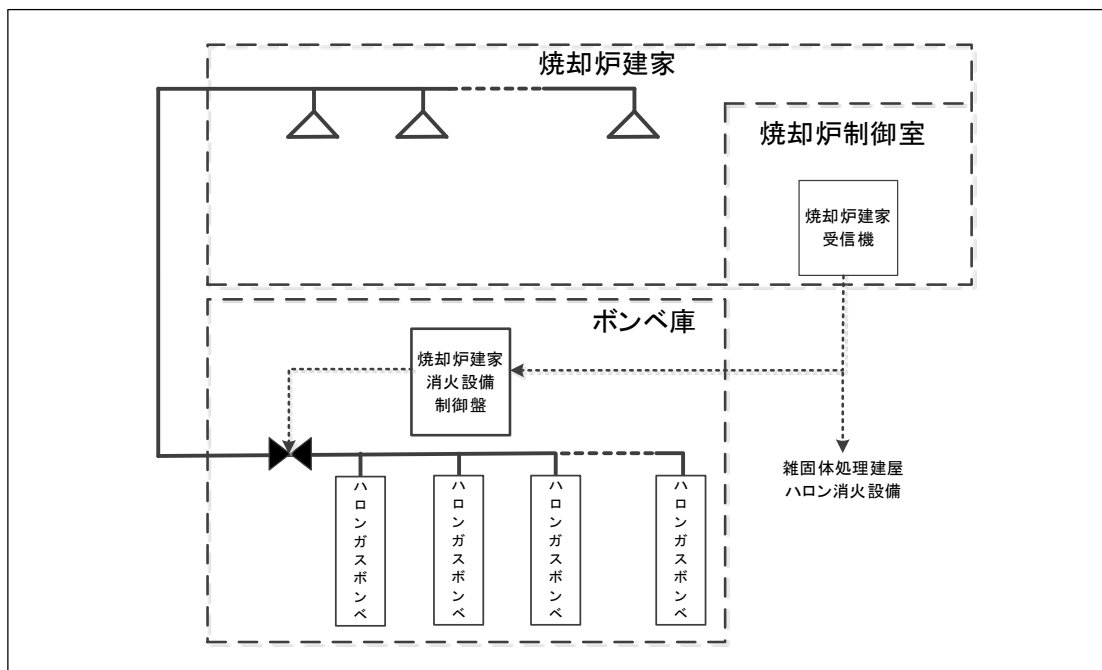 焼却炉建家
焼却炉制御室
焼却炉建家
受信機
ボンベ庫
焼却炉建家
消火設備
制御盤
雑固体処理建屋
ハロン消火設備
ハロンガスボンベ
ハロンガスボンベ
ハロンガスボンベ
ハロンガスボンベ